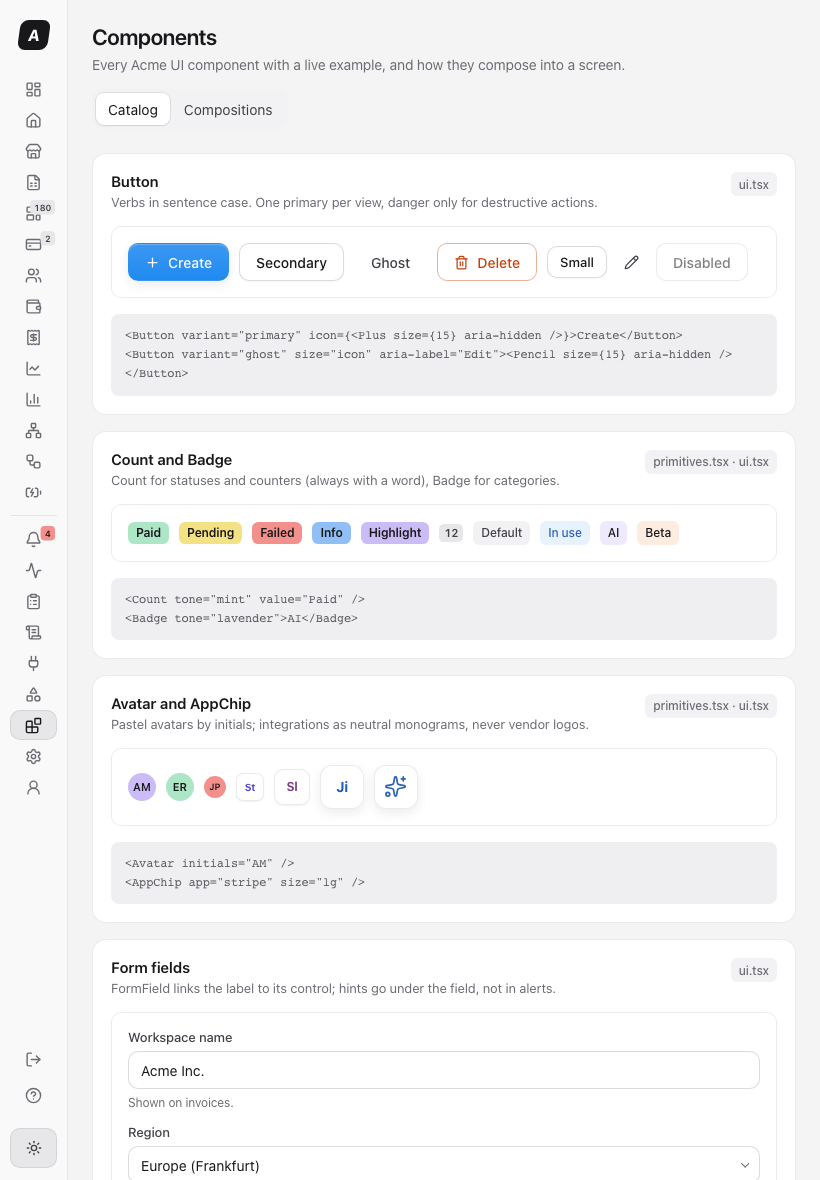 A
Components
Every Acme UI component with a live example, and how they compose into a screen.
Catalog
Compositions
180
2
4
Button
ui.tsx
Verbs in sentence case. One primary per view, danger only for destructive actions.
Create
Secondary
Ghost
Delete
Small
Disabled
<Button variant="primary" icon={<Plus size={15} aria-hidden />}>Create</Button>
<Button variant="ghost" size="icon" aria-label="Edit"><Pencil size={15} aria-hidden />
</Button>
Count and Badge
primitives.tsx · ui.tsx
Count for statuses and counters (always with a word), Badge for categories.
Paid
Pending
Failed
Info
Highlight
12
Default
In use
AI
Beta
<Count tone="mint" value="Paid" />
<Badge tone="lavender">AI</Badge>
Avatar and AppChip
primitives.tsx · ui.tsx
Pastel avatars by initials; integrations as neutral monograms, never vendor logos.
AM
ER
JP
St
Sl
Ji
<Avatar initials="AM" />
<AppChip app="stripe" size="lg" />
Form fields
ui.tsx
FormField links the label to its control; hints go under the field, not in alerts.
Workspace name
Acme Inc.
Shown on invoices.
Region
Europe (Frankfurt)